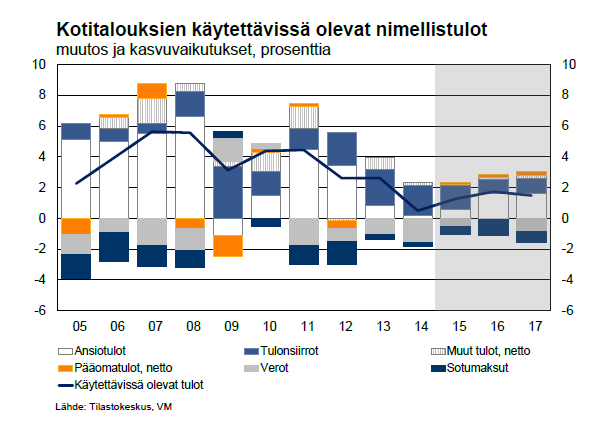 Kotitalouksien käytettävissä olevat nimellistulot
muutos ja kasvuvaikutukset, prosenttia
10 10
8 8
6 6
4 4
2 2
0 0
-2 -2
-4 -4
-6 -6
05 06 07 08 09 10 11 12 13 14 15 16 17
Ansiotulot Tulonsiirrot Muut tulot, netto
Pääomatulot, netto Verot Sotumaksut
Käytettävissä olevat tulot
Lähde: Tilastokeskus, VM